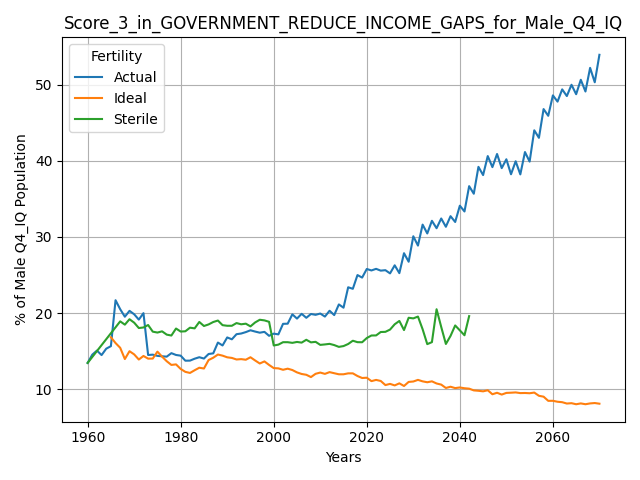 Score_3_in_GOVERNMENT_REDUCE_INCOME_GAPS_for_Male_Q4_IQ
Fertility
Actual
Ideal
Sterile
% of Male Q4_IQ Population
50
40
30
20
10
1960
1980
2000
2020
2040
2060
Years